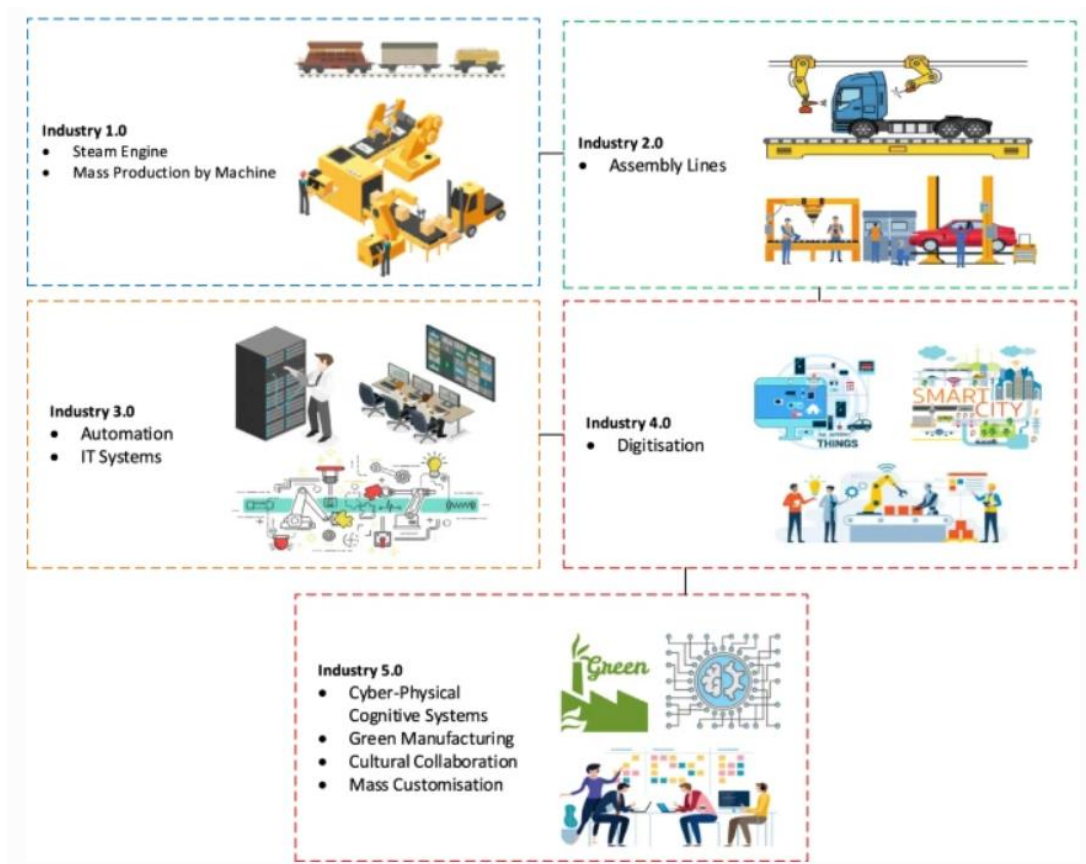 Industry 1.0
• Steam Engine
• Mass Production by Machine
Industry 2.0
• Assembly Lines
Industry 3.0
• Automation
• IT Systems
Industry 4.0
• Digitisation
THINGS
SMART
CITY
Industry 5.0
• Cyber-Physical
Cognitive Systems
• Green Manufacturing
• Cultural Collaboration
• Mass Customisation
Green